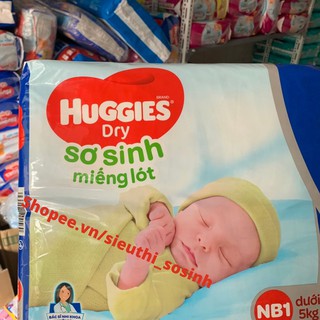 HUGGIES
Dry
sơ sinh
miếng lót
Shopee.vn/sieuthi_sosinh
NB1
dưới
5kg